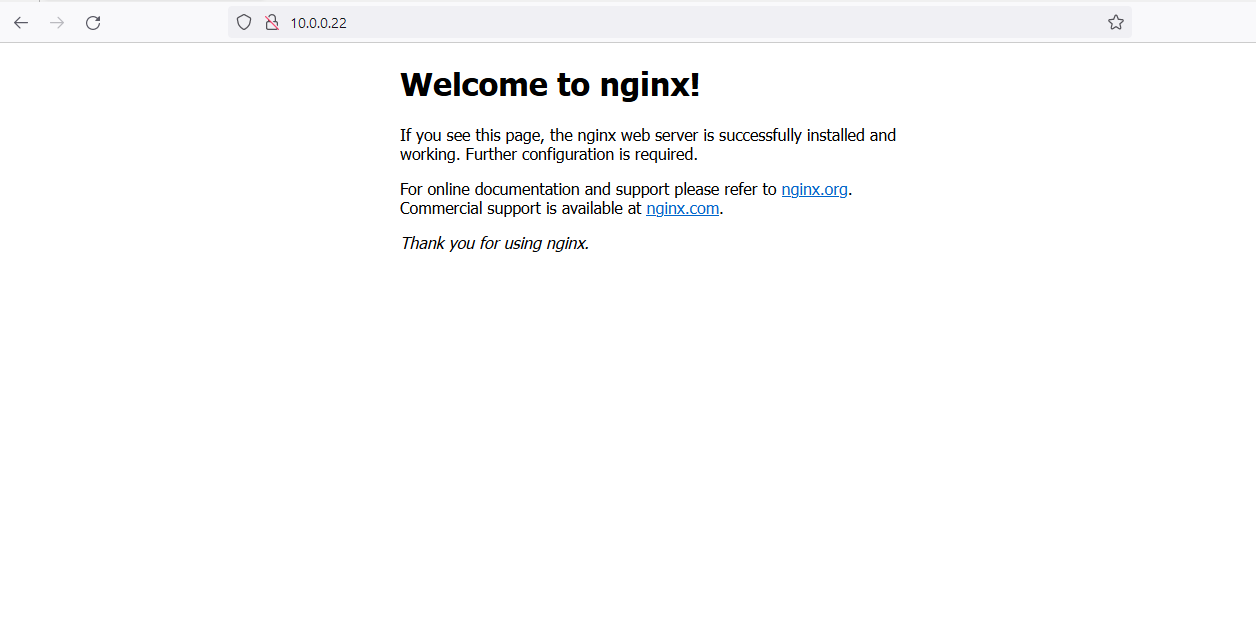 10.0.0.22
Welcome to nginx!
If you see this page, the nginx web server is successfully installed and
working. Further configuration is required.
For online documentation and support please refer to nginx.org.
Commercial support is available at nginx.com.
Thank you for using nginx.